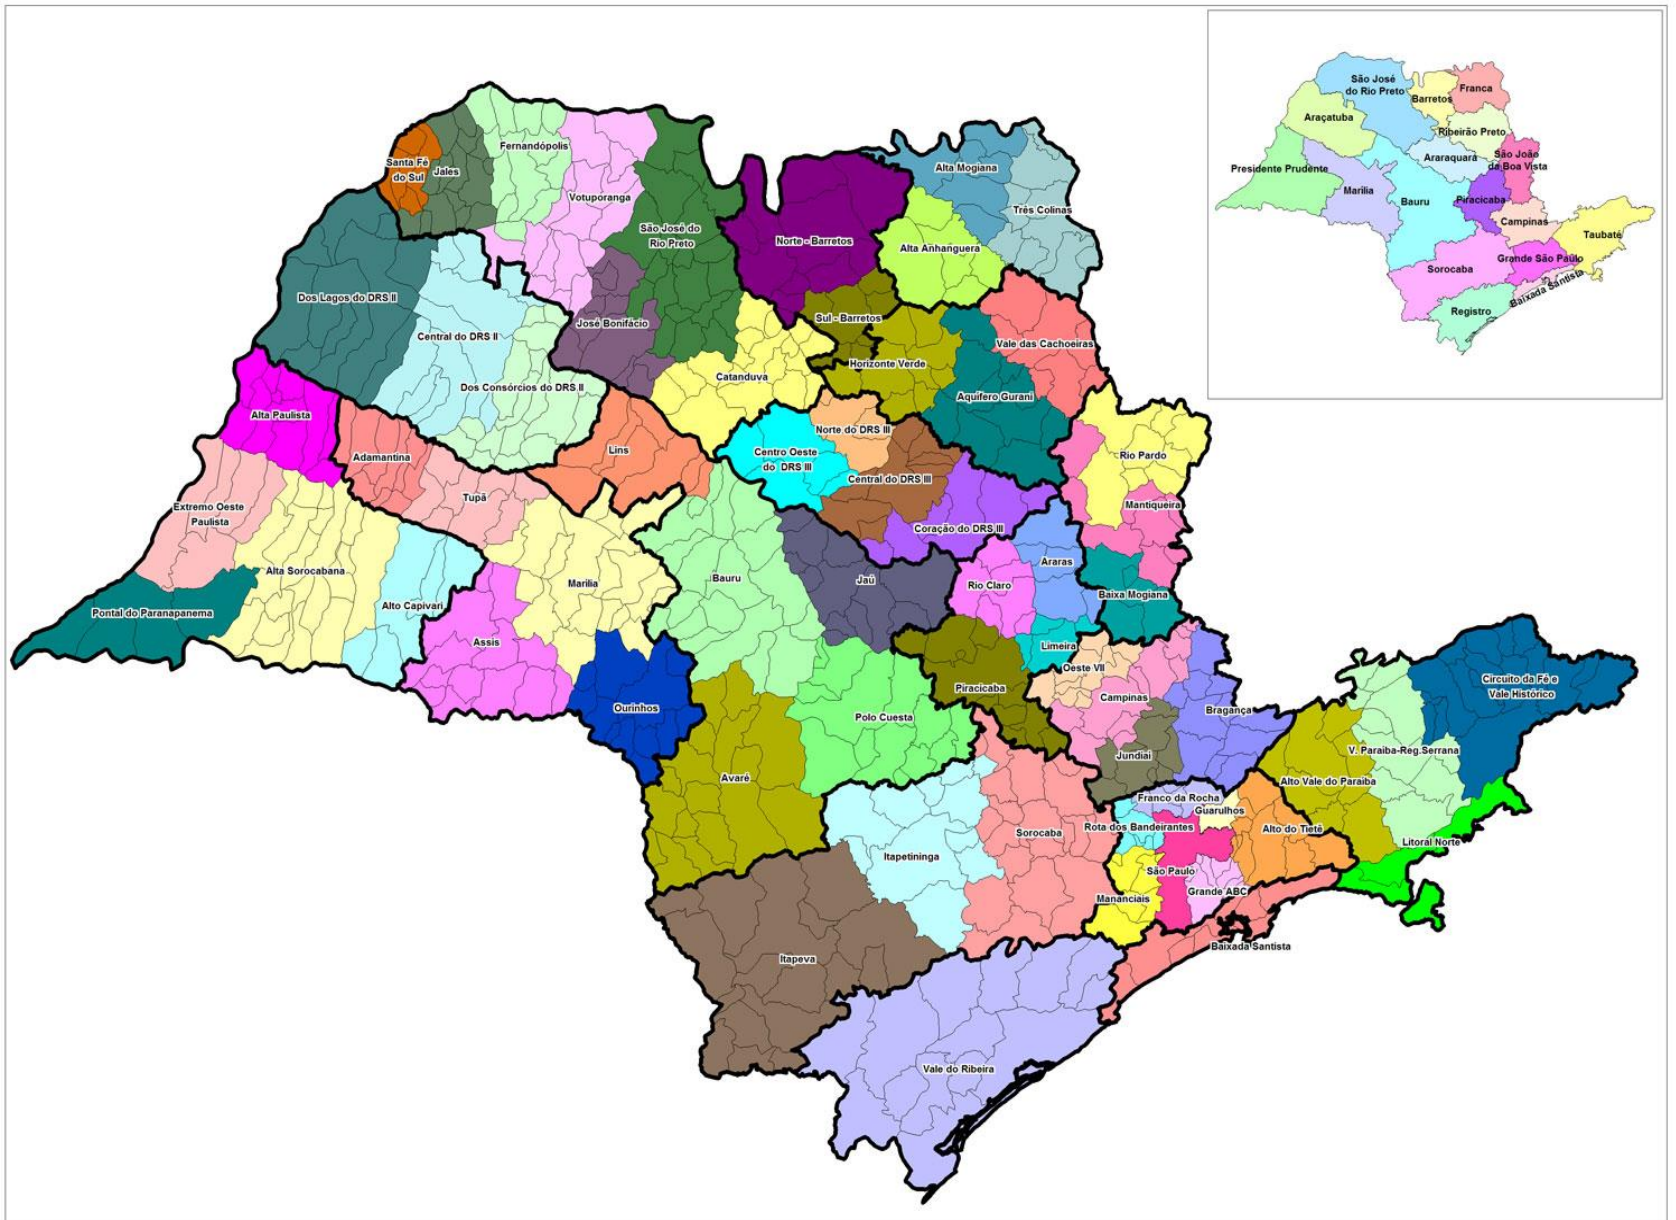 Santa Fé
do Sul
Jales
Fernandópolis
Votuporanga
São José do
Rio Preto
Norte - Barretos
Alta Mogiana
Três Colinas
Alta Anhanguera
Dos Lagos do DRS II
Central do DRS II
Dos Consórcios do DRS II
José Bonifácio
Sul - Barretos
Horizonte Verde
Vale das Cachoeiras
Catanduva
Aquífero Gurani
Alta Paulista
Adamantina
Lins
Norte do DRS III
Centro Oeste
do DRS III
Central do DRS III
Rio Pardo
Tupã
Extremo Oeste
Paulista
Mantiqueira
Coração do DRS III
Alta Sorocabana
Alto Capivari
Marília
Bauru
Jaú
Rio Claro
Araras
Baixa Mogiana
Pontal do Paranapanema
Assis
Limeira
Oeste VII
Piracicaba
Campinas
Bragança
Circuito da Fé e
Vale Histórico
Ourinhos
Polo Cuesta
Jundiaí
V. Paraiba-Reg.Serrana
Avaré
Alto Vale do Paraíba
Franco da Rocha
Guarulhos
Rota dos Bandeirantes
Alto do Tietê
Sorocaba
Litoral Norte
Itapetininga
São Paulo
Grande ABC
Mananciais
Baixada Santista
Itapeva
Vale do Ribeira
São José
do Rio Preto
Barretos
Franca
Araçatuba
Ribeirão Preto
Araraquara
São João
da Boa Vista
Presidente Prudente
Marília
Bauru
Piracicaba
Campinas
Taubaté
Grande São Paulo
Sorocaba
Baixada Santista
Registro